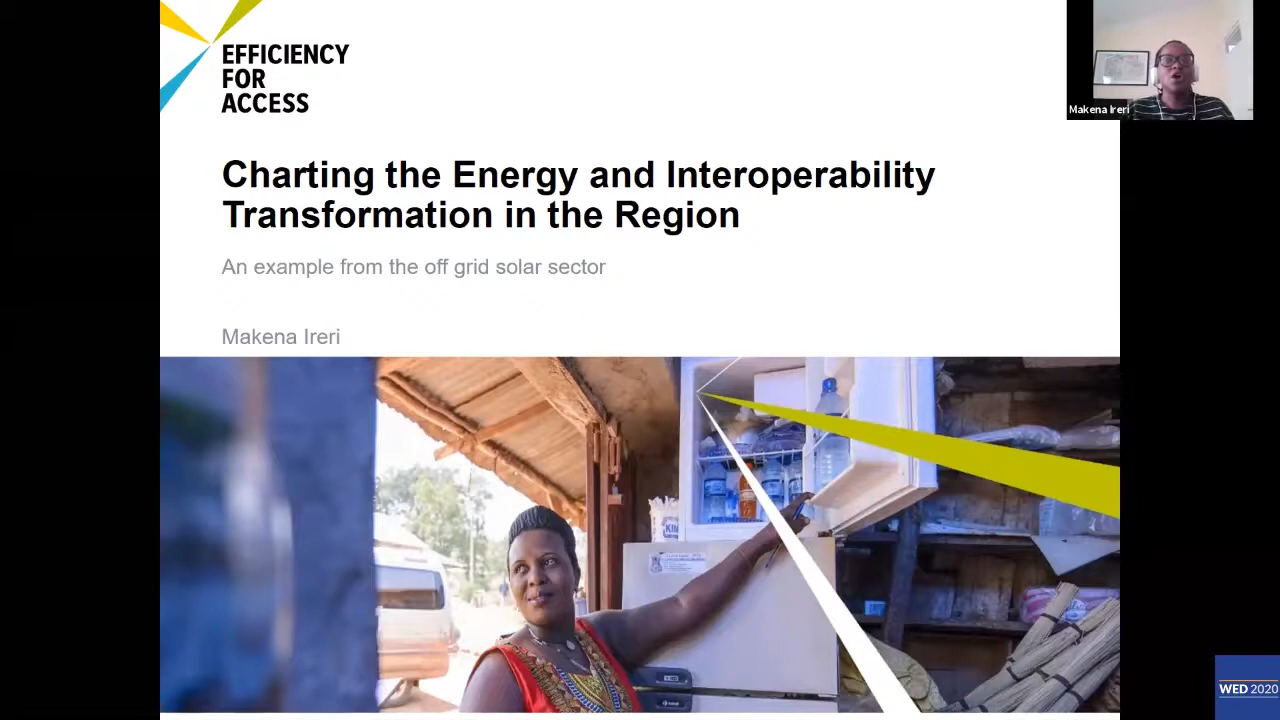 EFFICIENCY
FOR
ACCESS
Makena Ireri
Charting the Energy and Interoperability
Transformation in the Region
An example from the off grid solar sector
Makena Ireri
WED 2020